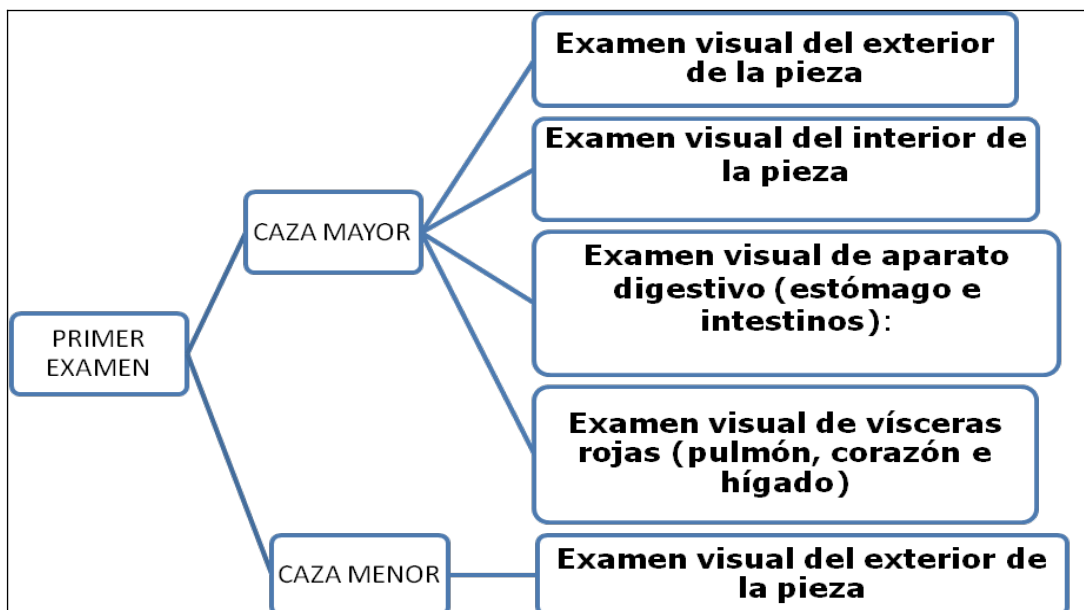 PRIMER
EXAMEN
CAZA MAYOR
Examen visual del exterior
de la pieza
Examen visual del interior de
la pieza
Examen visual de aparato
digestivo (estómago e
intestinos):
Examen visual de vísceras
rojas (pulmón, corazón e
hígado)
CAZA MENOR
Examen visual del exterior de
la pieza